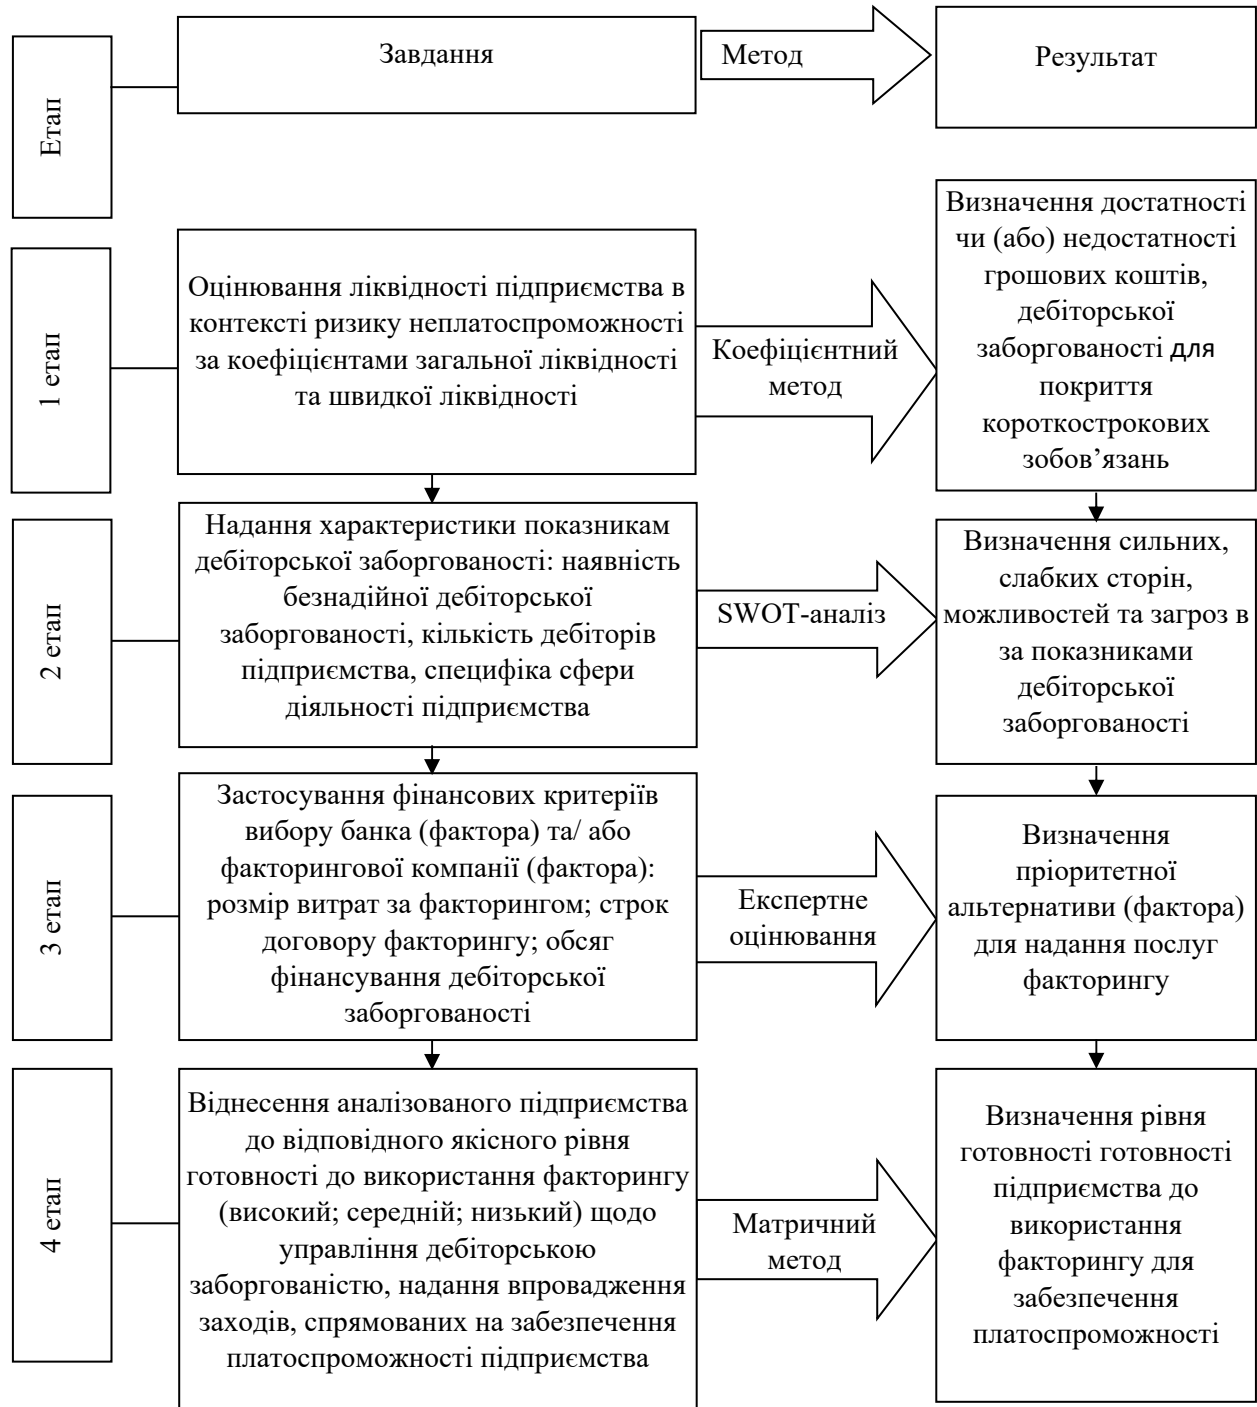 Етап
Завдання
Метод
Результат
1 етап
Оцінювання ліквідності підприємства в
контексті ризику неплатоспроможності
за коефіцієнтами загальної ліквідності
та швидкої ліквідності
Коефіцієнтний
метод
Визначення достатності
чи (або) недостатності
грошових коштів,
дебіторської
заборгованості для
покриття
короткострокових
зобов’язань
2 етап
Надання характеристики показникам
дебіторської заборгованості: наявність
безнадійної дебіторської
заборгованості, кількість дебіторів
підприємства, специфіка сфери
діяльності підприємства
SWOT-аналіз
Визначення сильних,
слабких сторін,
можливостей та загроз в
за показниками
дебіторської
заборгованості
3 етап
Застосування фінансових критеріїв
вибору банка (фактора) та/ або
факторингової компанії (фактора):
розмір витрат за факторингом; строк
договору факторингу; обсяг
фінансування дебіторської
заборгованості
Експертне
оцінювання
Визначення
пріоритетної
альтернативи (фактора)
для надання послуг
факторингу
4 етап
Віднесення аналізованого підприємства
до відповідного якісного рівня
готовності до використання факторингу
(високий; середній; низький) щодо
управління дебіторською
заборгованістю, надання впровадження
заходів, спрямованих на забезпечення
платоспроможності підприємства
Матричний
метод
Визначення рівня
готовності готовності
підприємства до
використання
факторингу для
забезпечення
платоспроможності